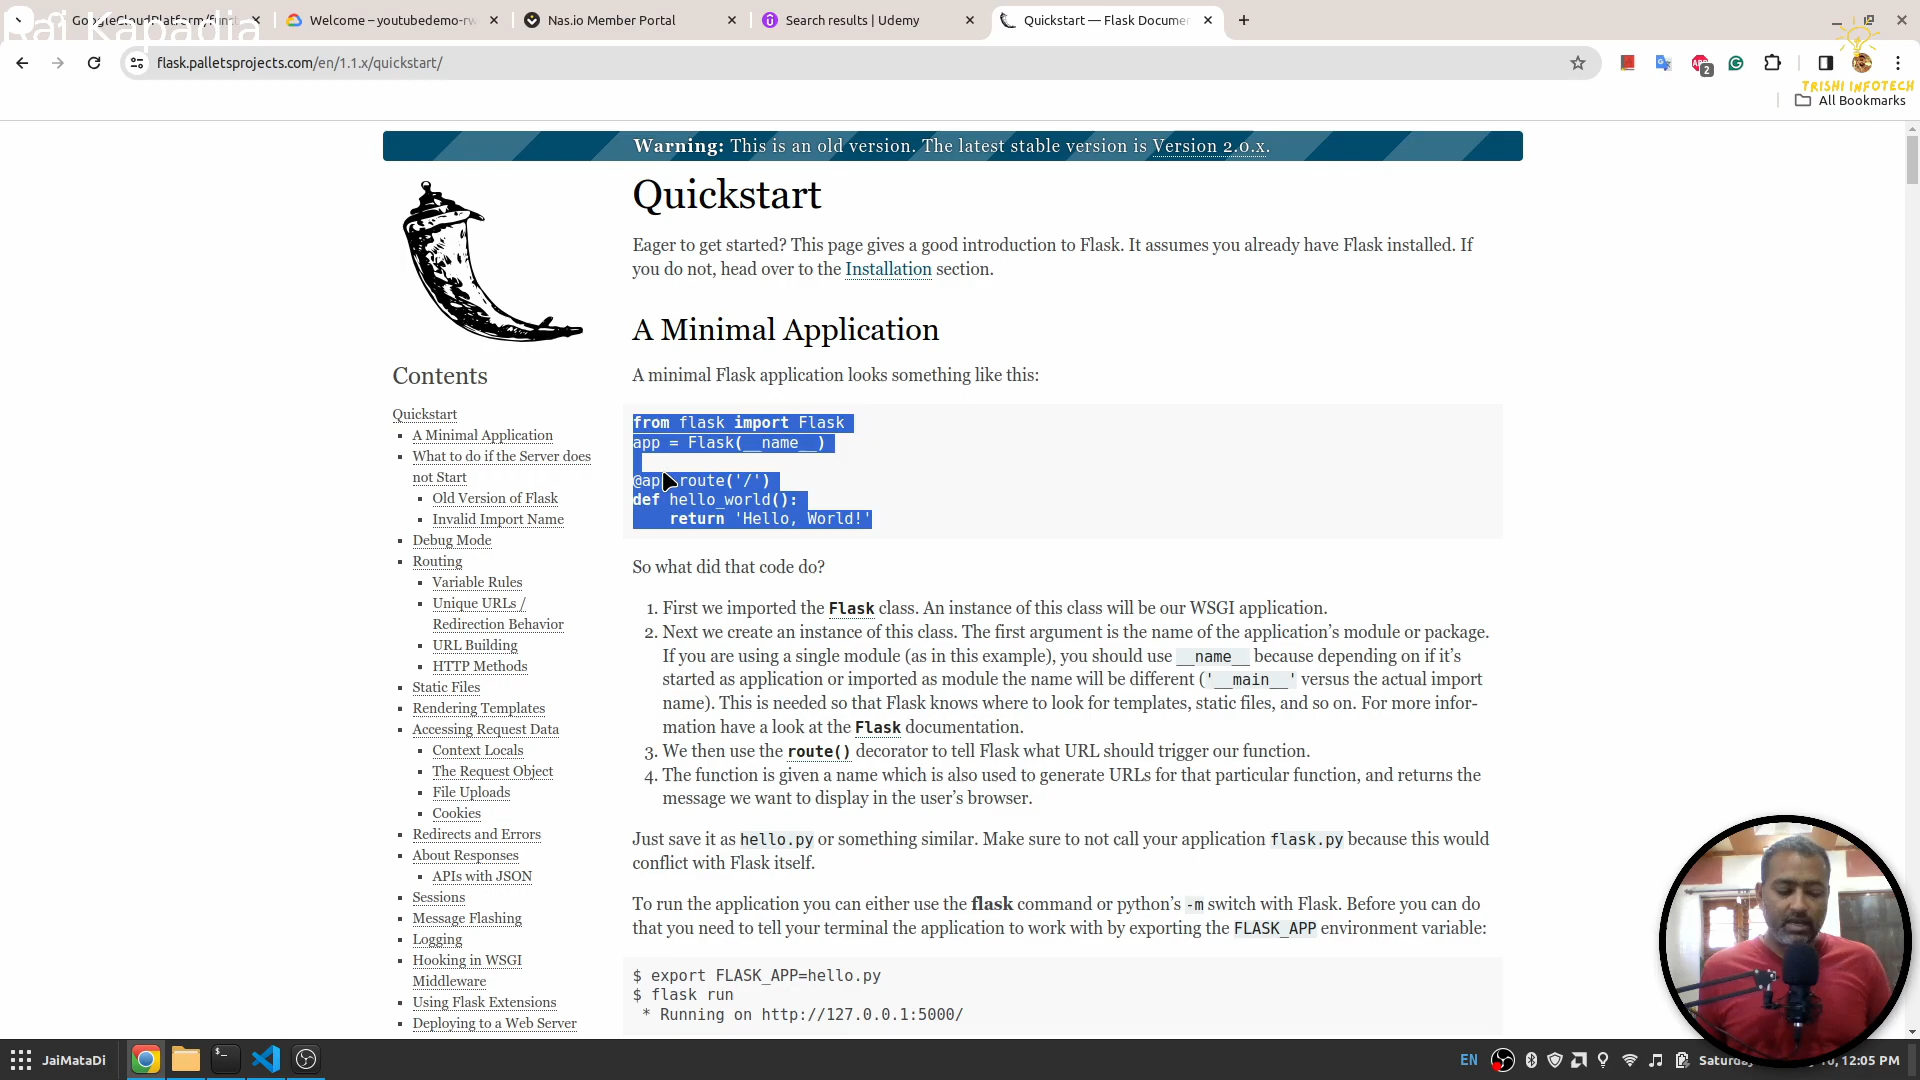 Raj Kapadia
GoogleCloudPlatform/func
Welcome – youtubedemo-rw
Nas.io Member Portal
Search results | Udemy
Quickstart — Flask Documen
flask.palletsprojects.com/en/1.1.x/quickstart/
2
TRISHI INFOTECH
All Bookmarks
Warning: This is an old version. The latest stable version is Version 2.0.x.
Quickstart
Eager to get started? This page gives a good introduction to Flask. It assumes you already have Flask installed. If
you do not, head over to the Installation section.
A Minimal Application
A minimal Flask application looks something like this:
from flask import Flask
app = Flask(__name__)
@app.route('/')
def hello_world():
return 'Hello, World!'
So what did that code do?
1. First we imported the Flask class. An instance of this class will be our WSGI application.
2. Next we create an instance of this class. The first argument is the name of the application’s module or package.
If you are using a single module (as in this example), you should use __name__ because depending on if it’s
started as application or imported as module the name will be different ('__main__' versus the actual import
name). This is needed so that Flask knows where to look for templates, static files, and so on. For more infor-
mation have a look at the Flask documentation.
3. We then use the route() decorator to tell Flask what URL should trigger our function.
4. The function is given a name which is also used to generate URLs for that particular function, and returns the
message we want to display in the user’s browser.
Just save it as hello.py or something similar. Make sure to not call your application flask.py because this would
conflict with Flask itself.
To run the application you can either use the flask command or python’s -m switch with Flask. Before you can do
that you need to tell your terminal the application to work with by exporting the FLASK_APP environment variable:
$ export FLASK_APP=hello.py
$ flask run
* Running on http://127.0.0.1:5000/
Contents
Quickstart
A Minimal Application
What to do if the Server does
not Start
Old Version of Flask
Invalid Import Name
Debug Mode
Routing
Variable Rules
Unique URLs /
Redirection Behavior
URL Building
HTTP Methods
Static Files
Rendering Templates
Accessing Request Data
Context Locals
The Request Object
File Uploads
Cookies
Redirects and Errors
About Responses
APIs with JSON
Sessions
Message Flashing
Logging
Hooking in WSGI
Middleware
Using Flask Extensions
Deploying to a Web Server
JaiMataDi
EN
Saturday 12:05 PM